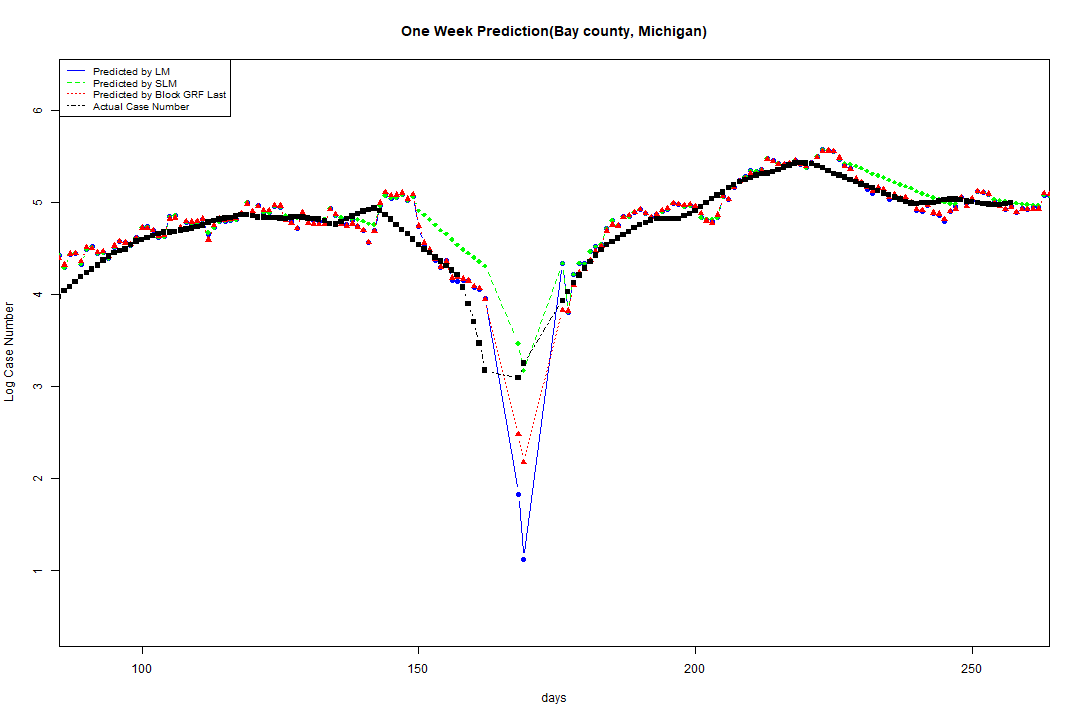 One Week Prediction(Bay county, Michigan)
Predicted by LM
Predicted by SLM
Predicted by Block GRF Last
Actual Case Number
6
5
4
3
2
1
Log Case Number
100 150 200 250
days